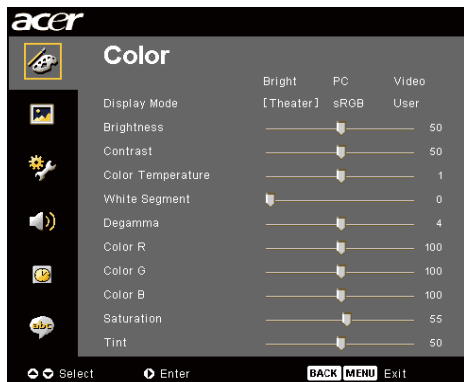 acer
Color
Bright PC Video
Display Mode [Theater] sRGB User
Brightness 50
Contrast 50
Color Temperature 1
White Segment 0
Degamma 4
Color R 100
Color G 100
Color B 100
Saturation 55
abc
Tint 50
Select Enter BACK MENU Exit